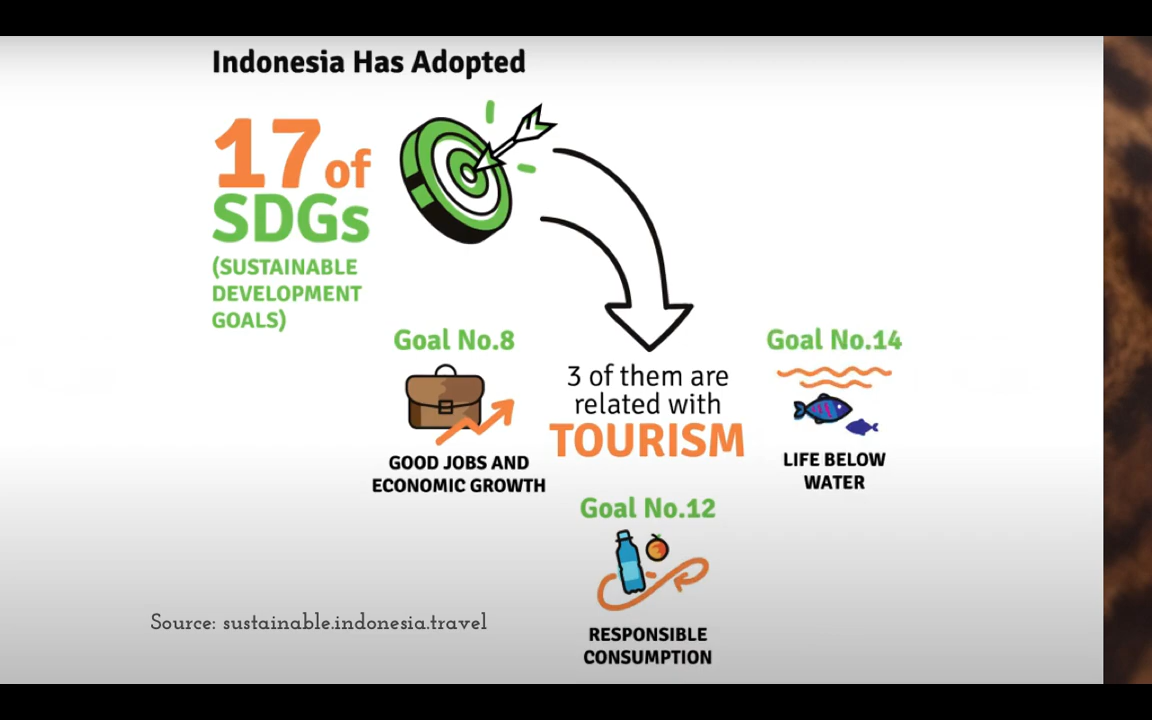 Indonesia Has Adopted
17 of
SDGs
(SUSTAINABLE
DEVELOPMENT
GOALS)
Goal No.8
GOOD JOBS AND
ECONOMIC GROWTH
3 of them are
related with
TOURISM
Goal No.14
LIFE BELOW
WATER
Goal No.12
RESPONSIBLE
CONSUMPTION
Source: sustainable.indonesia.travel